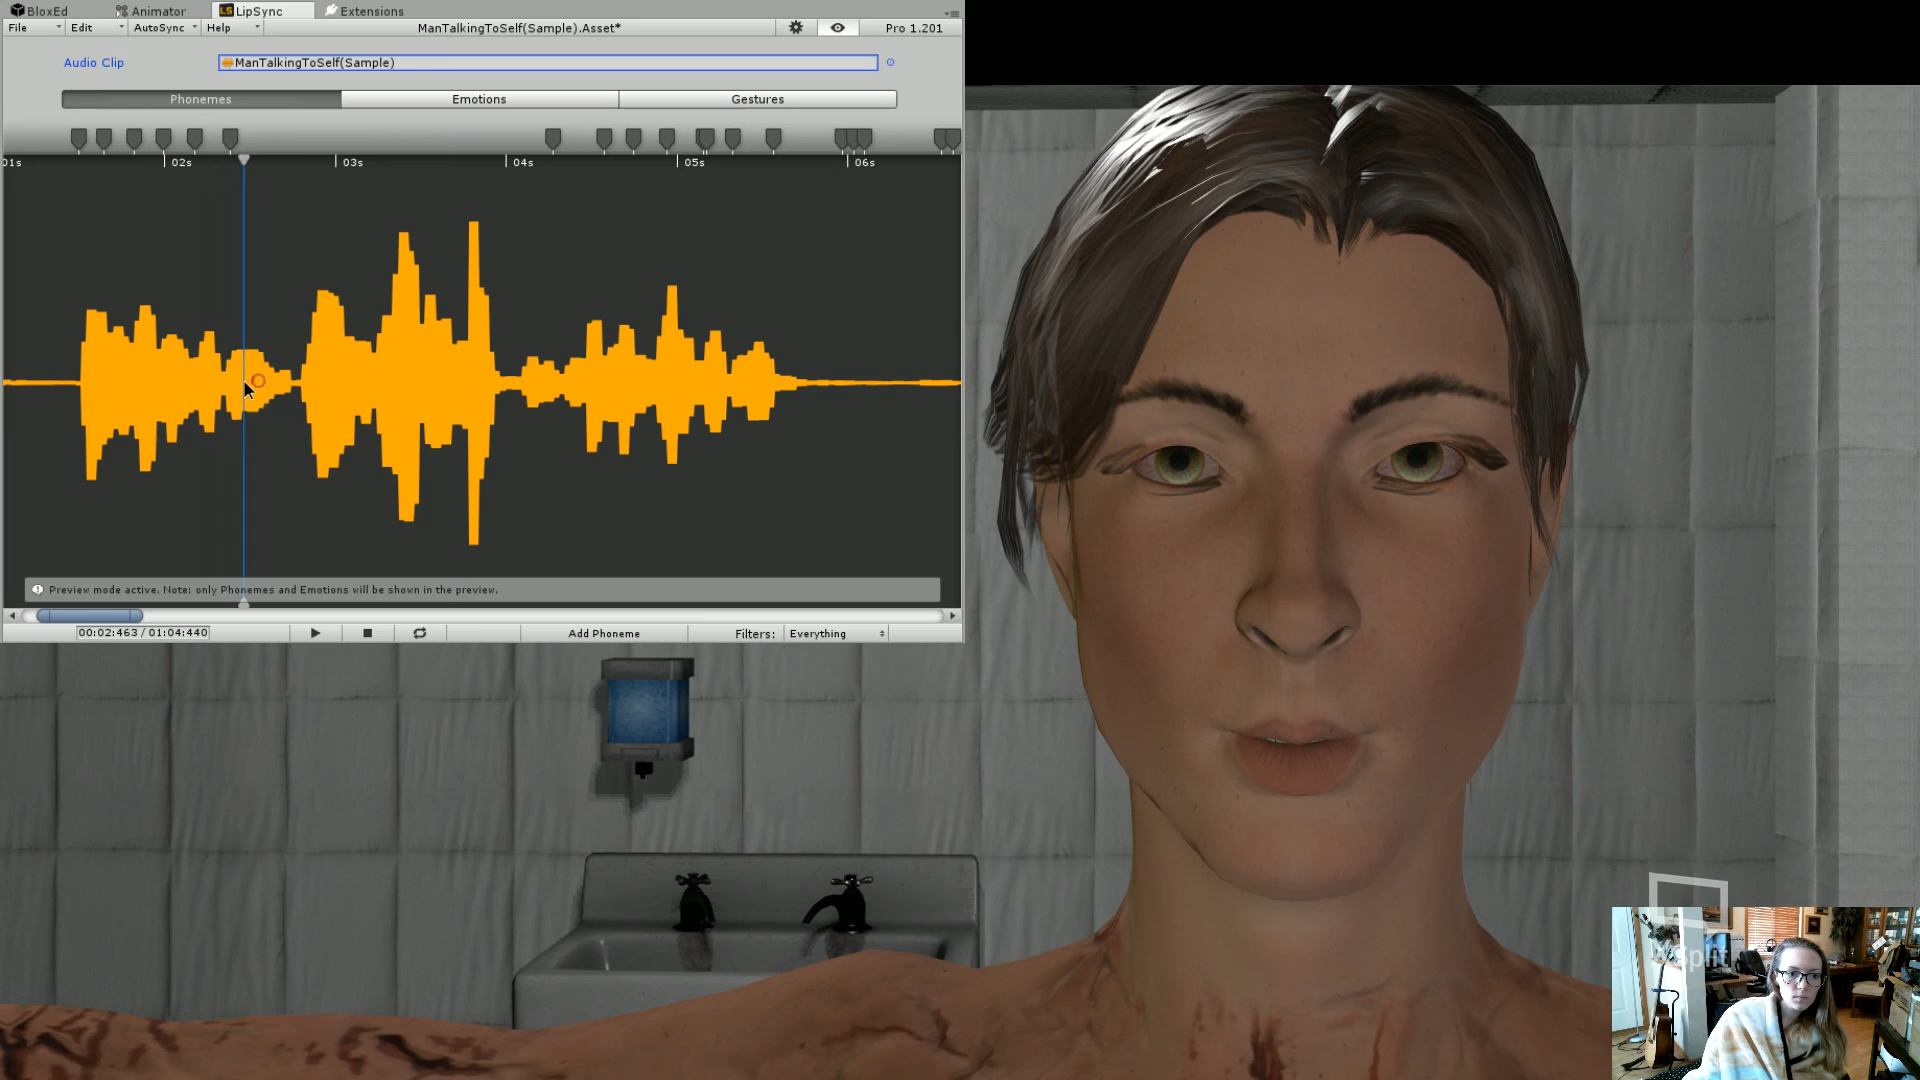 BloxEd Animator LS LipSync Extensions
File Edit AutoSync Help ManTalkingToSelf(Sample).Asset* Pro 1.201
Audio Clip ManTalkingToSelf(Sample)
Phonemes Emotions Gestures
01s 02s 03s 04s 05s 06s
Preview mode active. Note: only Phonemes and Emotions will be shown in the preview.
00:02:463 / 01:04:440 Add Phoneme Filters: Everything